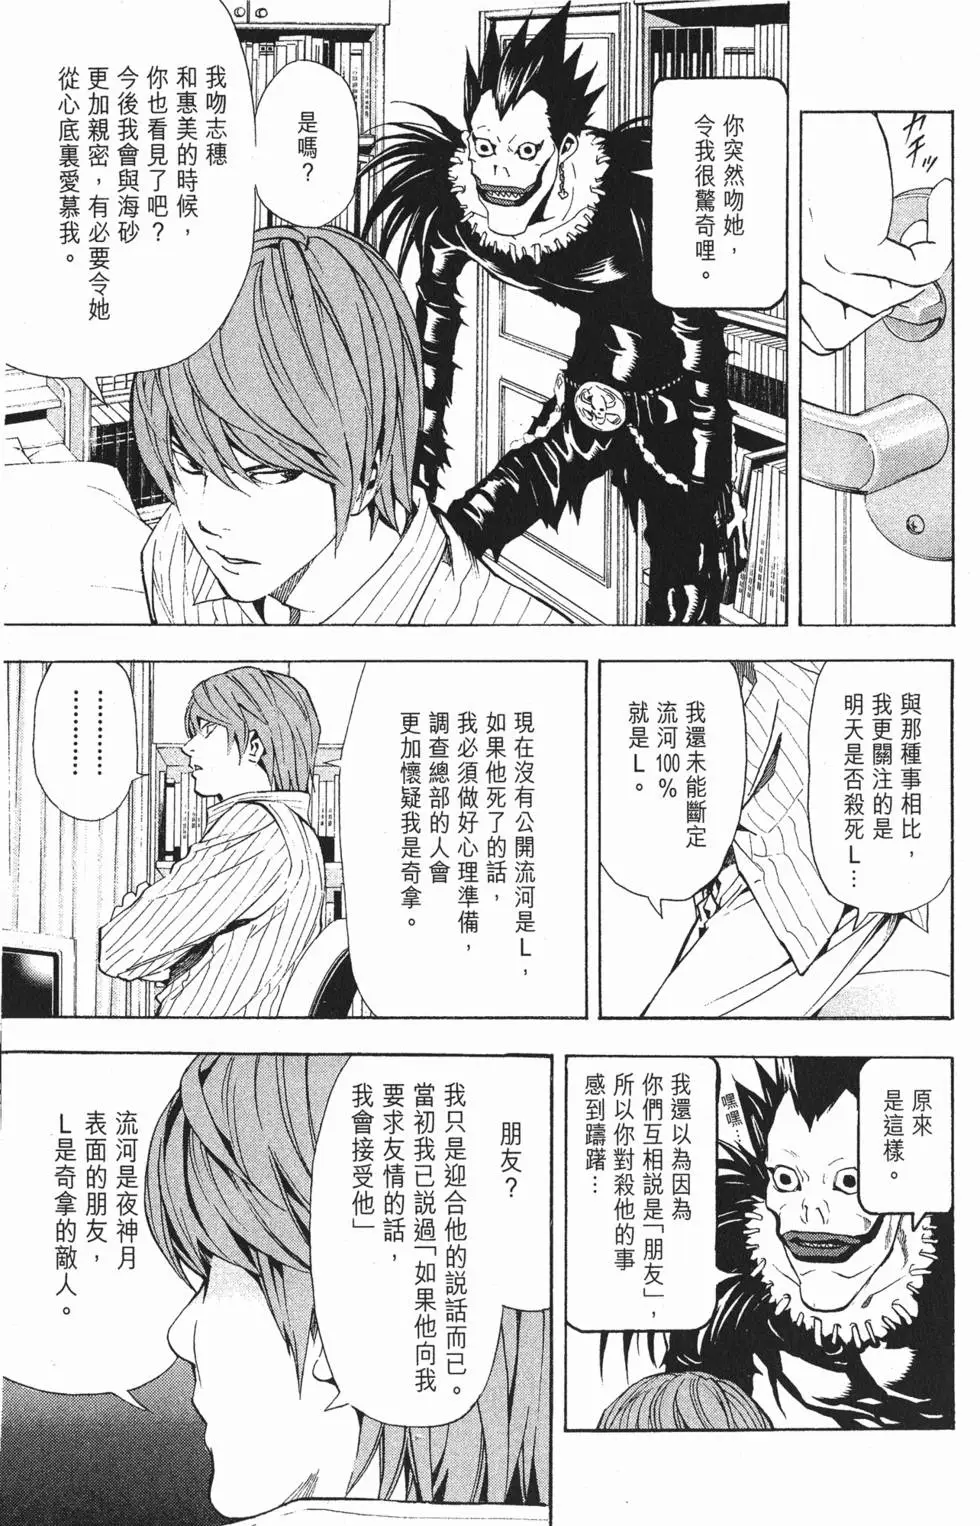 カチッ
你突然吻她，
令我很驚奇哩。
是嗎？
我吻志穗
和惠美的時候，
你也看見了吧？
今後我會與海砂
更加親密，有必要令她
從心底裏愛慕我。
與那種事相比，
我更關注的是
明天是否殺死L…
我還未能斷定
流河100%
就是L。
現在沒有公開流河是L，
如果他死了的話，
我必須做好心理準備，
調查總部的人會
更加懷疑我是奇拿。
…………
…………
原來
是這樣。
嘿嘿…
我還以為因為
你們互相說是「朋友」，
所以你對殺他的事
感到躊躇…
朋友？
我只是迎合他的說話而已。
當初我已說過「如果他向我
要求友情的話，
我會接受他」
流河是夜神月
表面的朋友，
L是奇拿的敵人。